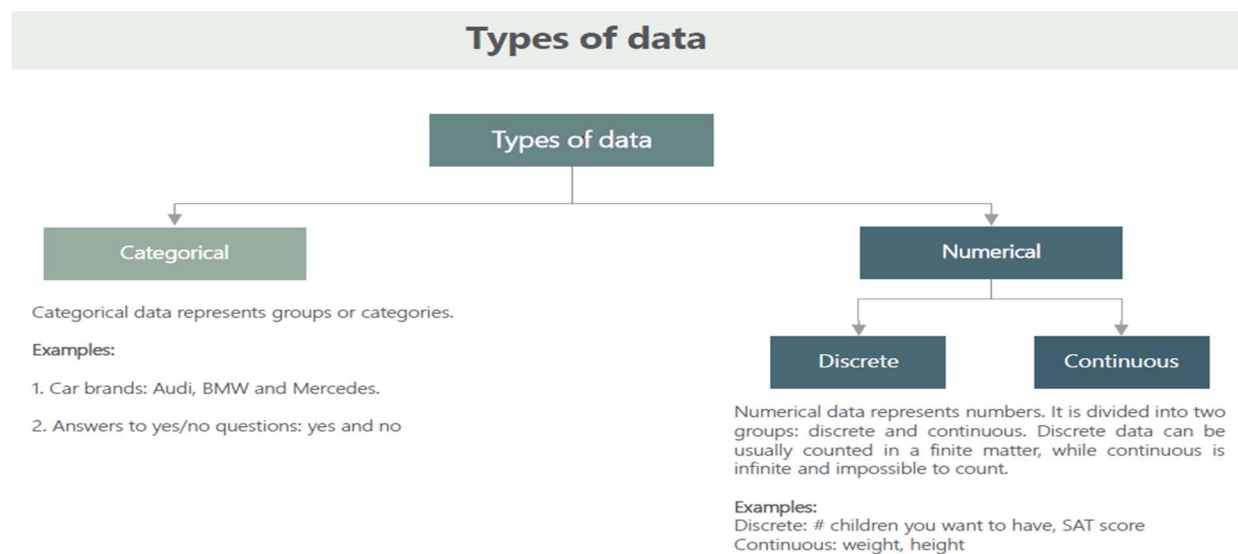 Types of data
Types of data
Categorical
Numerical
Categorical data represents groups or categories.
Examples:
1. Car brands: Audi, BMW and Mercedes.
2. Answers to yes/no questions: yes and no
Discrete
Continuous
Numerical data represents numbers. It is divided into two
groups: discrete and continuous. Discrete data can be
usually counted in a finite matter, while continuous is
infinite and impossible to count.
Examples:
Discrete: # children you want to have, SAT score
Continuous: weight, height